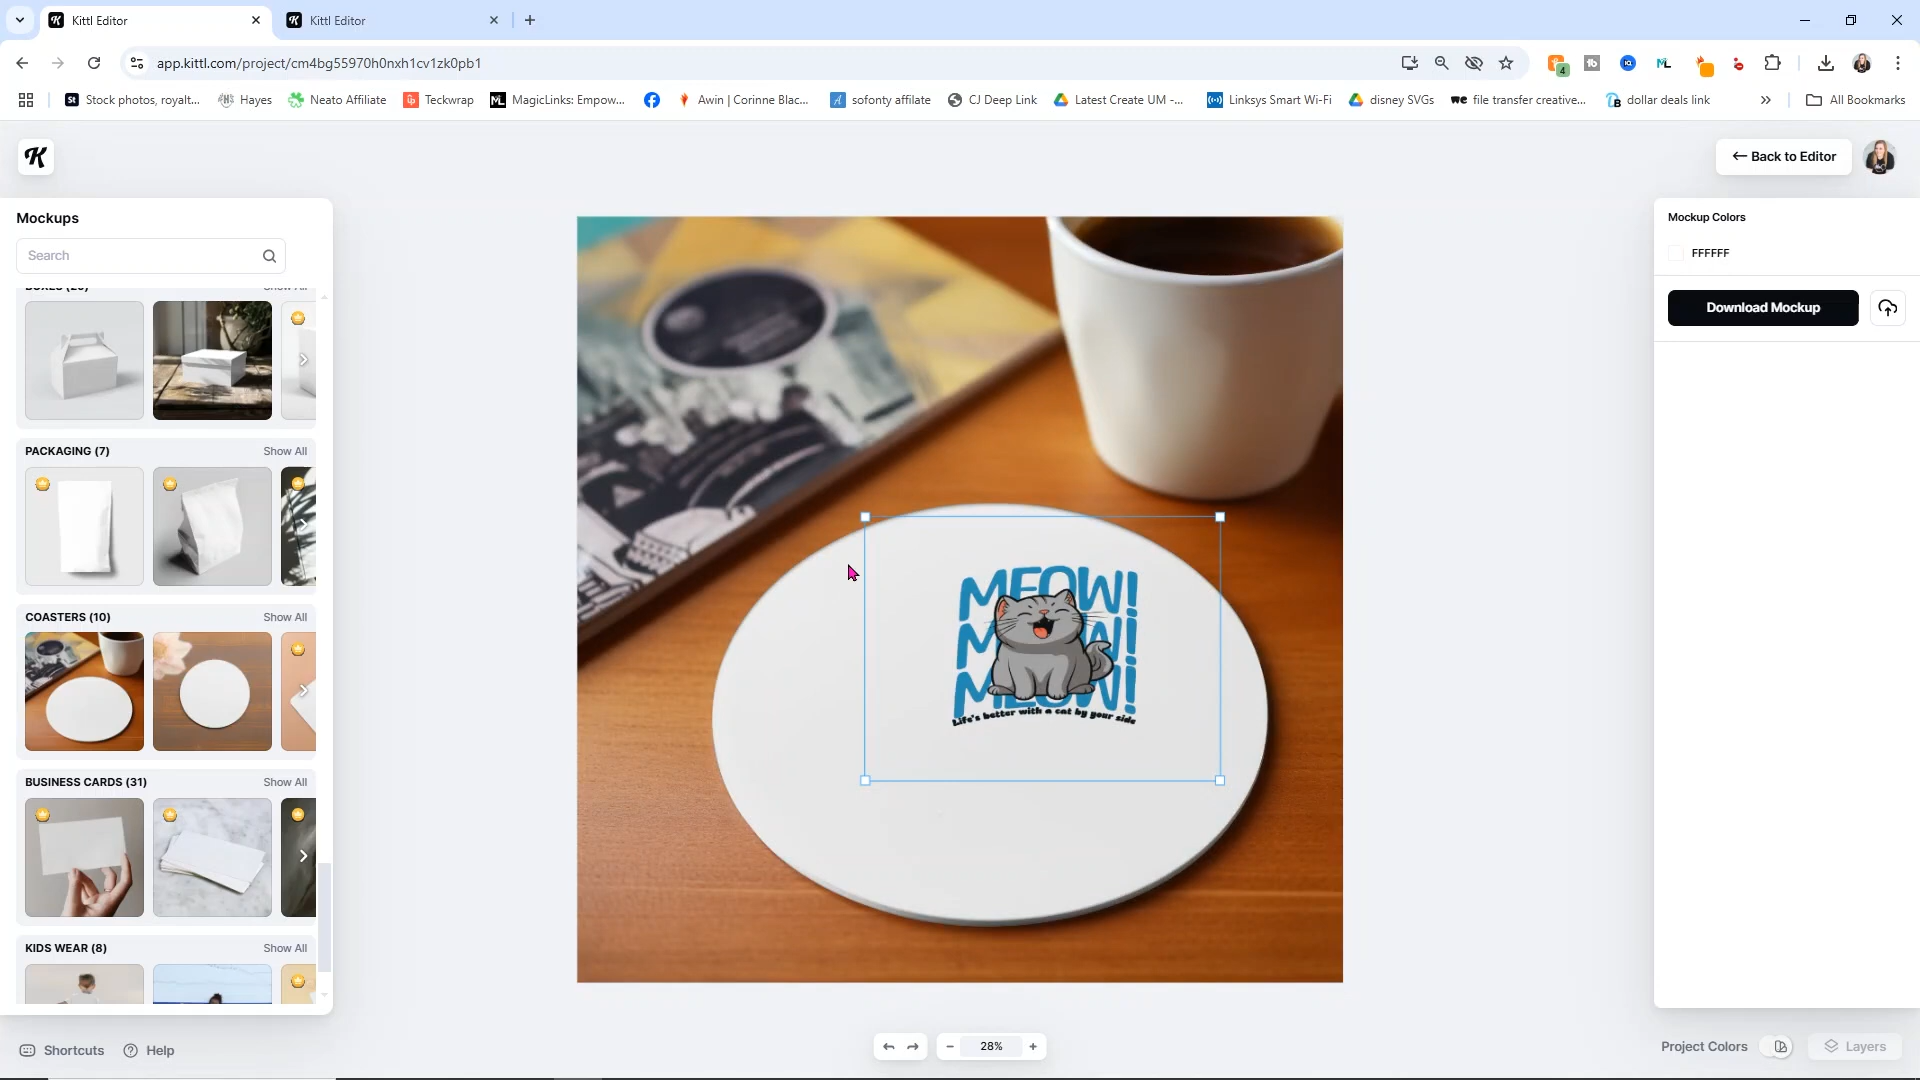 Kittl Editor
Kittl Editor
app.kittl.com/project/cm4bg55970h0nxh1cv1zk0pb1
4
Stock photos, royalt...
Hayes
Neato Affiliate
Teckwrap
MagicLinks: Empow...
Awin | Corinne Blac...
sofonty affilate
CJ Deep Link
Latest Create UM -...
Linksys Smart Wi-Fi
disney SVGs
file transfer creative...
dollar deals link
All Bookmarks
Back to Editor
Mockups
Search
BOXES
Show All
PACKAGING (7)
Show All
COASTERS (10)
Show All
BUSINESS CARDS (31)
Show All
KIDS WEAR (8)
Show All
MEOW!
MEOW!
MEOW!
Life's better with a cat by your side
Mockup Colors
FFFFFF
Download Mockup
Shortcuts
Help
28%
Project Colors
Layers